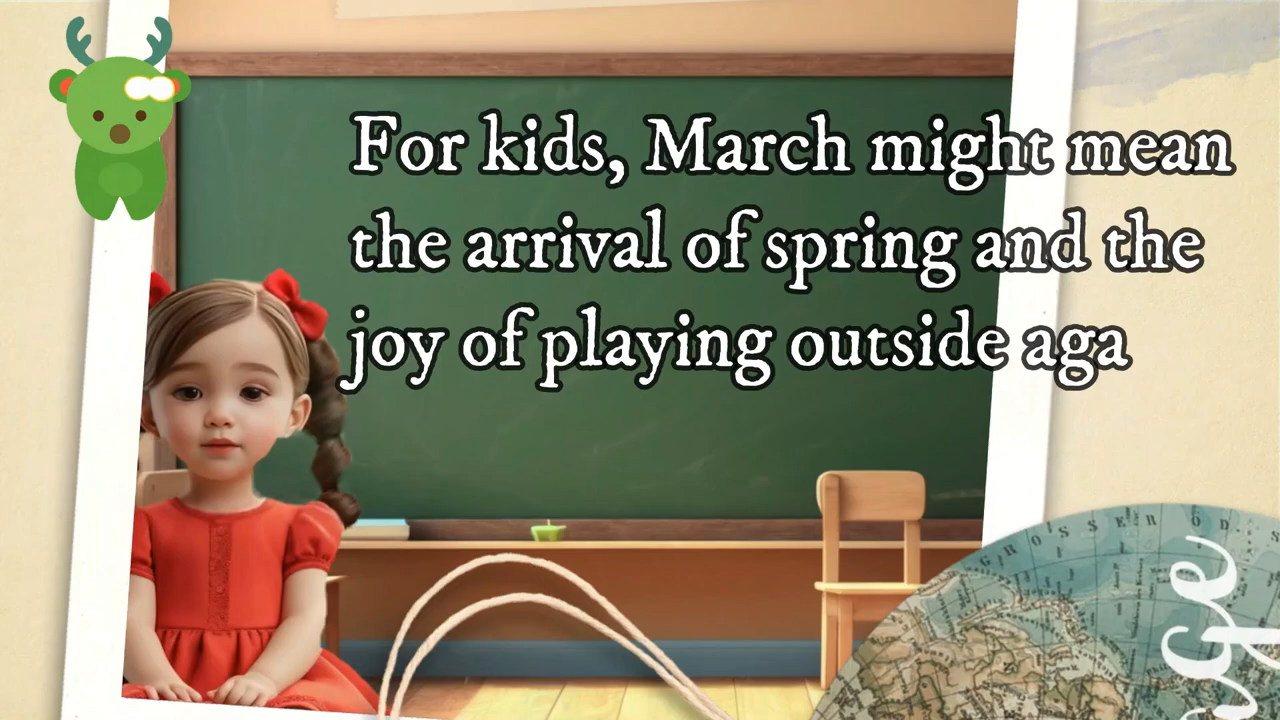 For kids, March might mean
the arrival of spring and the
joy of playing outside aga